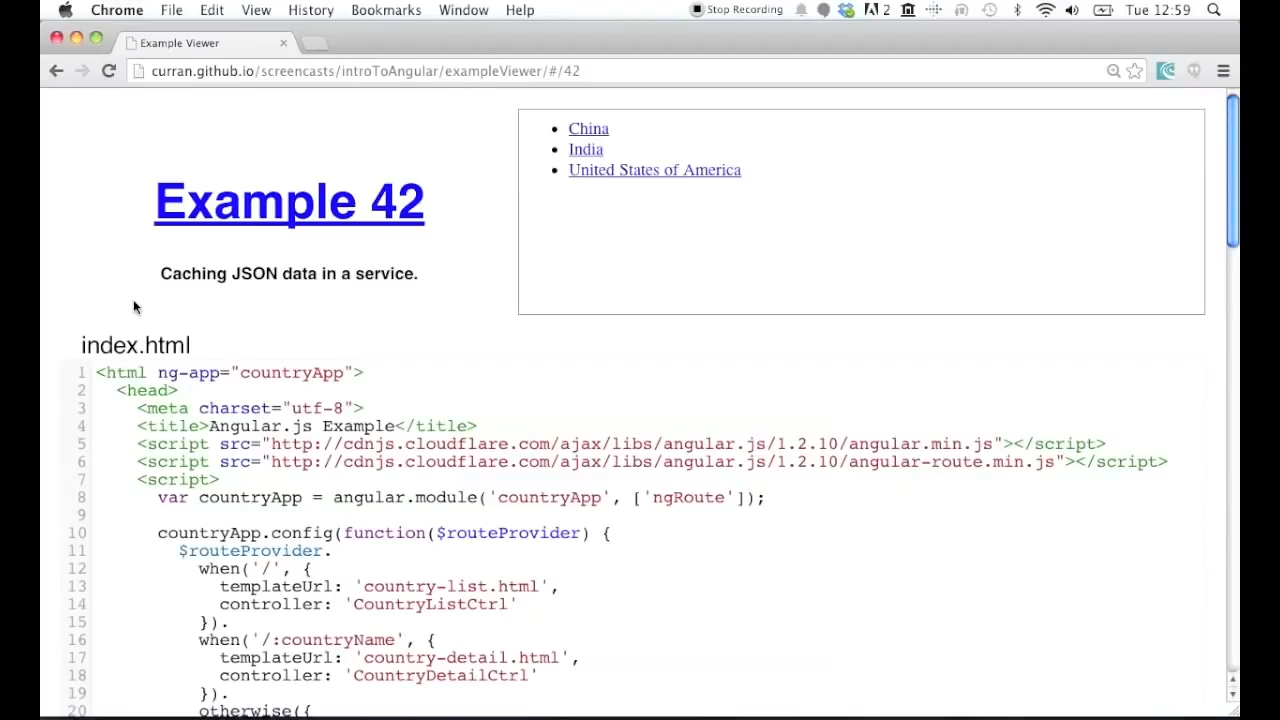 Chrome File Edit View History Bookmarks Window Help Stop Recording 2 Tue 12:59
Example Viewer
curran.github.io/screencasts/introToAngular/exampleViewer/#/42
China
India
United States of America
Example 42
Caching JSON data in a service.
index.html
1 <html ng-app="countryApp">
2 <head>
3 <meta charset="utf-8">
4 <title>Angular.js Example</title>
5 <script src="http://cdnjs.cloudflare.com/ajax/libs/angular.js/1.2.10/angular.min.js"></script>
6 <script src="http://cdnjs.cloudflare.com/ajax/libs/angular.js/1.2.10/angular-route.min.js"></script>
7 <script>
8 var countryApp = angular.module('countryApp', ['ngRoute']);
9
10 countryApp.config(function($routeProvider) {
11 $routeProvider.
12 when('/', {
13 templateUrl: 'country-list.html',
14 controller: 'CountryListCtrl'
15 }).
16 when('/:countryName', {
17 templateUrl: 'country-detail.html',
18 controller: 'CountryDetailCtrl'
19 }).
20 otherwise({